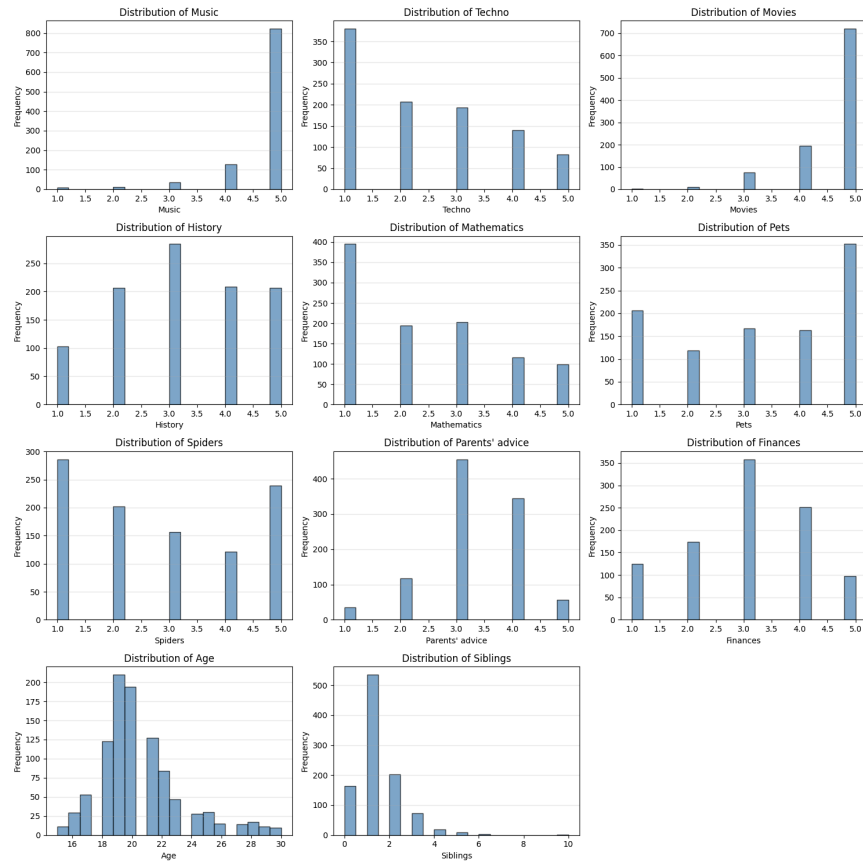 Distribution of Music
Frequency
800
700
600
500
400
300
200
100
0
1.0 1.5 2.0 2.5 3.0 3.5 4.0 4.5 5.0
Music
Distribution of Techno
Frequency
350
300
250
200
150
100
50
0
1.0 1.5 2.0 2.5 3.0 3.5 4.0 4.5 5.0
Techno
Distribution of Movies
Frequency
700
600
500
400
300
200
100
0
1.0 1.5 2.0 2.5 3.0 3.5 4.0 4.5 5.0
Movies
Distribution of History
Frequency
250
200
150
100
50
0
1.0 1.5 2.0 2.5 3.0 3.5 4.0 4.5 5.0
History
Distribution of Mathematics
Frequency
400
350
300
250
200
150
100
50
0
1.0 1.5 2.0 2.5 3.0 3.5 4.0 4.5 5.0
Mathematics
Distribution of Pets
Frequency
350
300
250
200
150
100
50
0
1.0 1.5 2.0 2.5 3.0 3.5 4.0 4.5 5.0
Pets
Distribution of Spiders
Frequency
300
250
200
150
100
50
0
1.0 1.5 2.0 2.5 3.0 3.5 4.0 4.5 5.0
Spiders
Distribution of Parents' advice
Frequency
400
300
200
100
0
1.0 1.5 2.0 2.5 3.0 3.5 4.0 4.5 5.0
Parents' advice
Distribution of Finances
Frequency
350
300
250
200
150
100
50
0
1.0 1.5 2.0 2.5 3.0 3.5 4.0 4.5 5.0
Finances
Distribution of Age
Frequency
200
175
150
125
100
75
50
25
0
16 18 20 22 24 26 28 30
Age
Distribution of Siblings
Frequency
500
400
300
200
100
0
0 2 4 6 8 10
Siblings